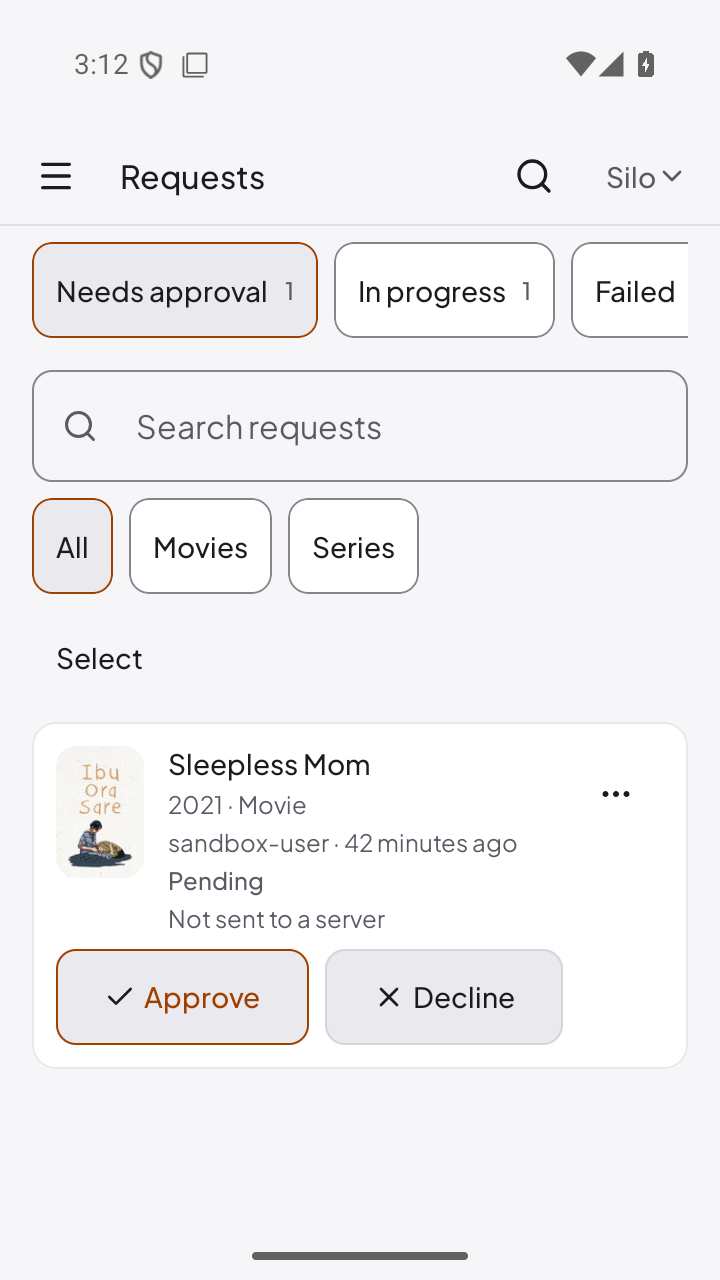 3:12
Requests
Silo
Needs approval 1
In progress 1
Failed
Search requests
All
Movies
Series
Select
Ibu
Ora
Sare
Sleepless Mom
2021 · Movie
sandbox-user · 42 minutes ago
Pending
Not sent to a server
Approve
Decline